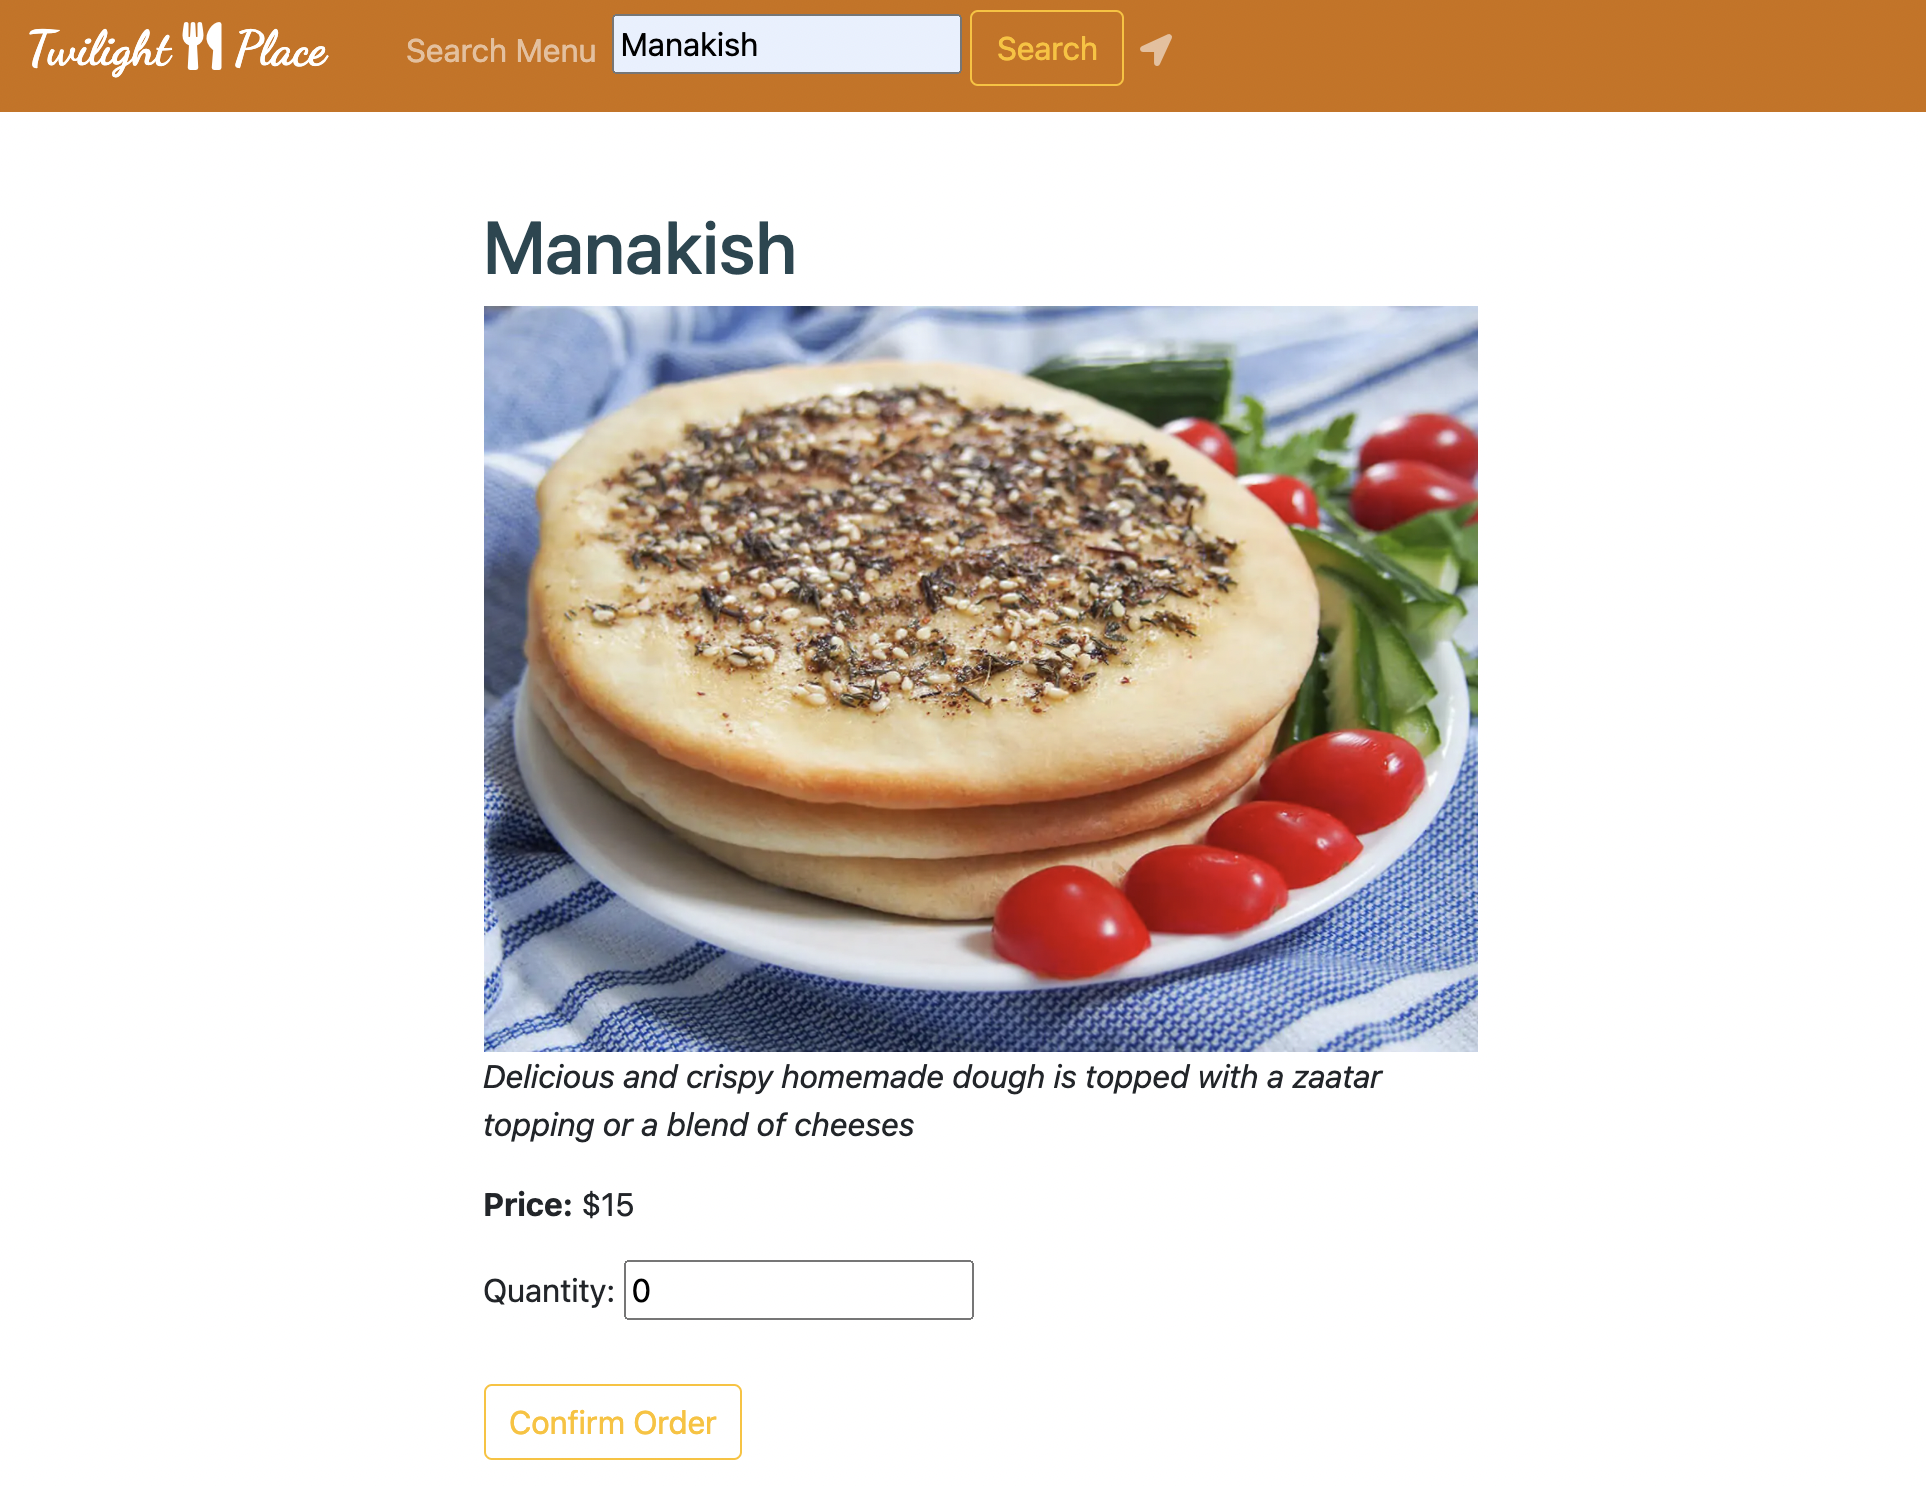 Twilight Place Search Menu Manakish Search
Manakish
Delicious and crispy homemade dough is topped with a zaatar
topping or a blend of cheeses
Price: $15
Quantity: 0
Confirm Order